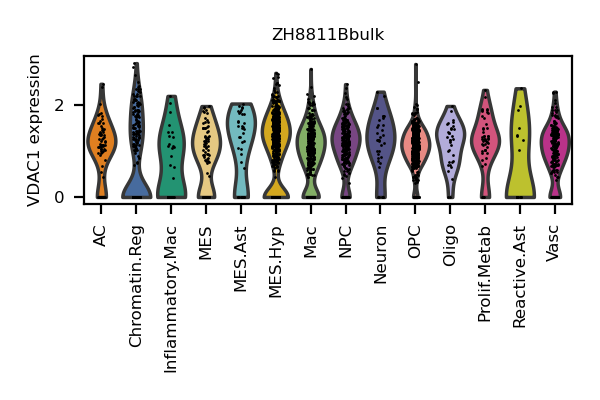 ZH8811Bbulk
VDAC1 expression
2
0
AC
Chromatin.Reg
Inflammatory.Mac
MES
MES.Ast
MES.Hyp
Mac
NPC
Neuron
OPC
Oligo
Prolif.Metab
Reactive.Ast
Vasc